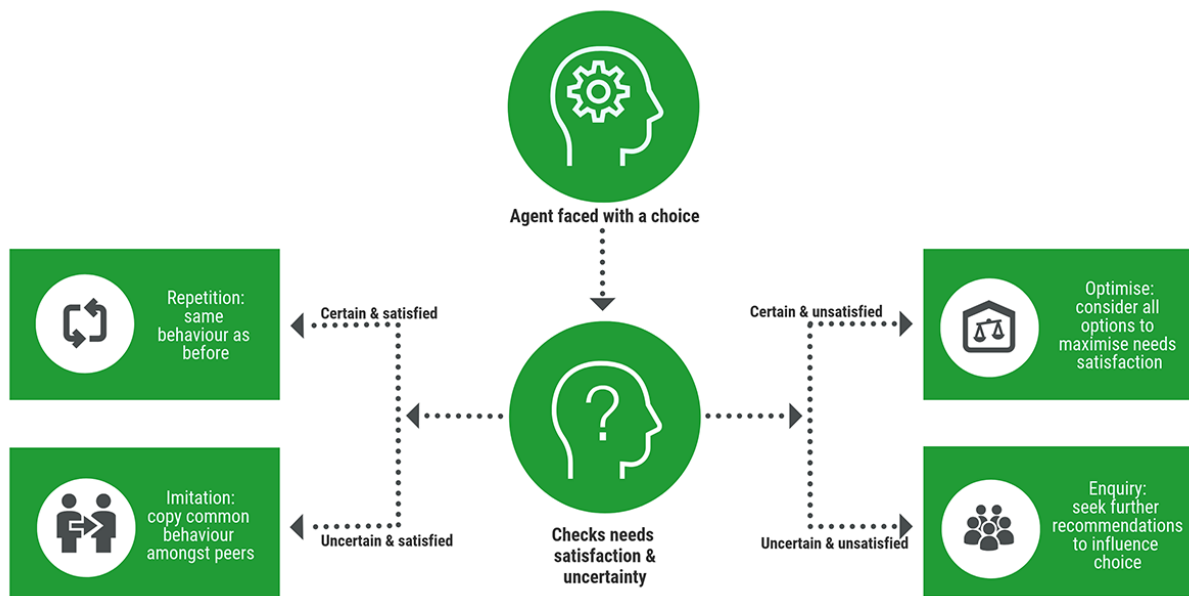 Agent faced with a choice
Repetition:
same
behaviour as
before
Certain & satisfied
Certain & unsatisfied
Optimise:
consider all
options to
maximise needs
satisfaction
?
Imitation:
copy common
behaviour
amongst peers
Uncertain & satisfied
Checks needs
satisfaction &
uncertainty
Uncertain & unsatisfied
Enquiry:
seek further
recommendations
to influence
choice